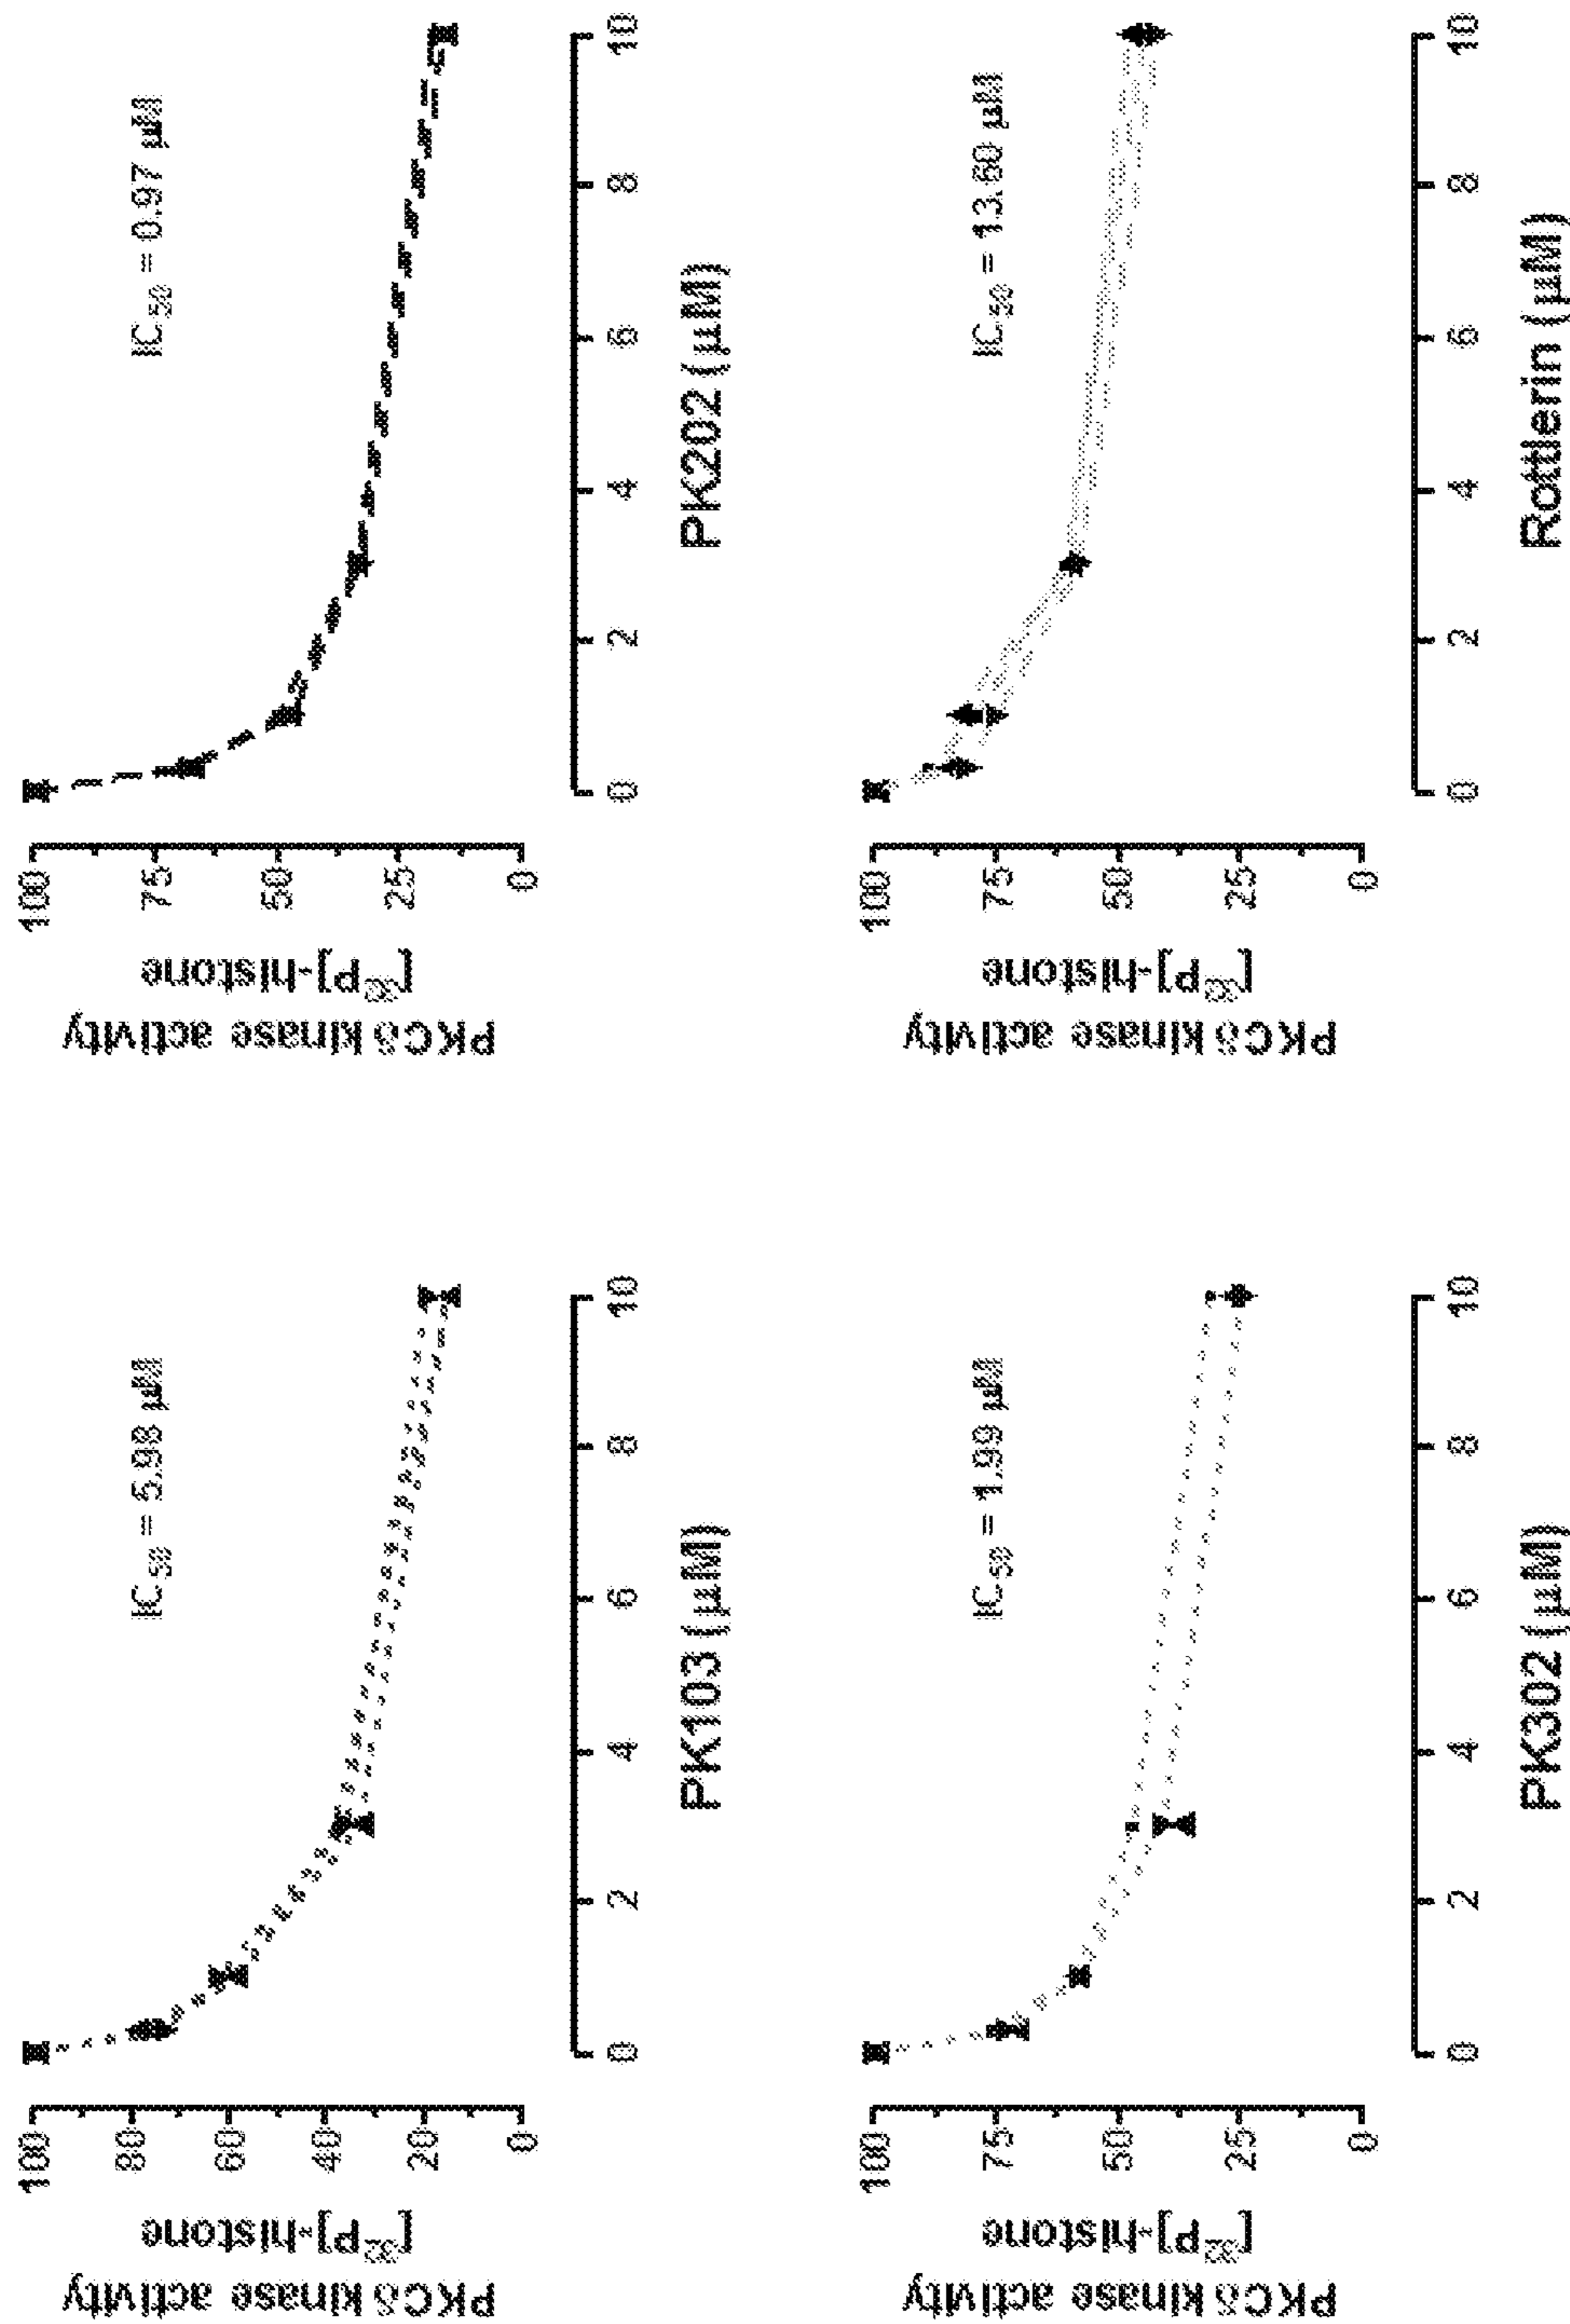 PKCδ kinase activity
[³²P]-histone
100
80
60
40
20
0
IC₅₀ = 5.98 µM
0 2 4 6 8 10
PK103 (µM)
PKCδ kinase activity
[³²P]-histone
100
75
50
25
0
IC₅₀ = 0.97 µM
0 2 4 6 8 10
PK202 (µM)
PKCδ kinase activity
[³²P]-histone
100
75
50
25
0
IC₅₀ = 1.99 µM
0 2 4 6 8 10
PK302 (µM)
PKCδ kinase activity
[³²P]-histone
100
75
50
25
0
IC₅₀ = 13.60 µM
0 2 4 6 8 10
Rottlerin (µM)